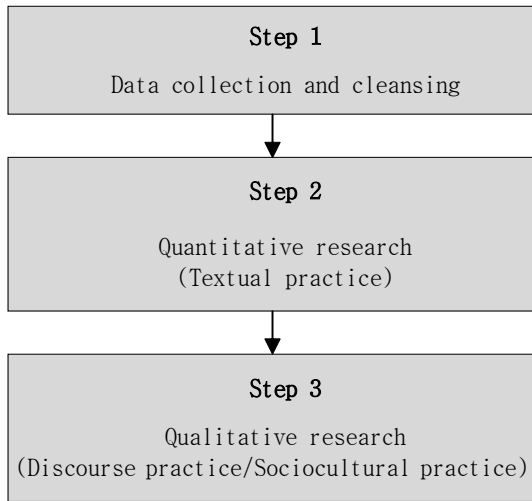 Step 1
Data collection and cleansing
Step 2
Quantitative research
(Textual practice)
Step 3
Qualitative research
(Discourse practice/Sociocultural practice)